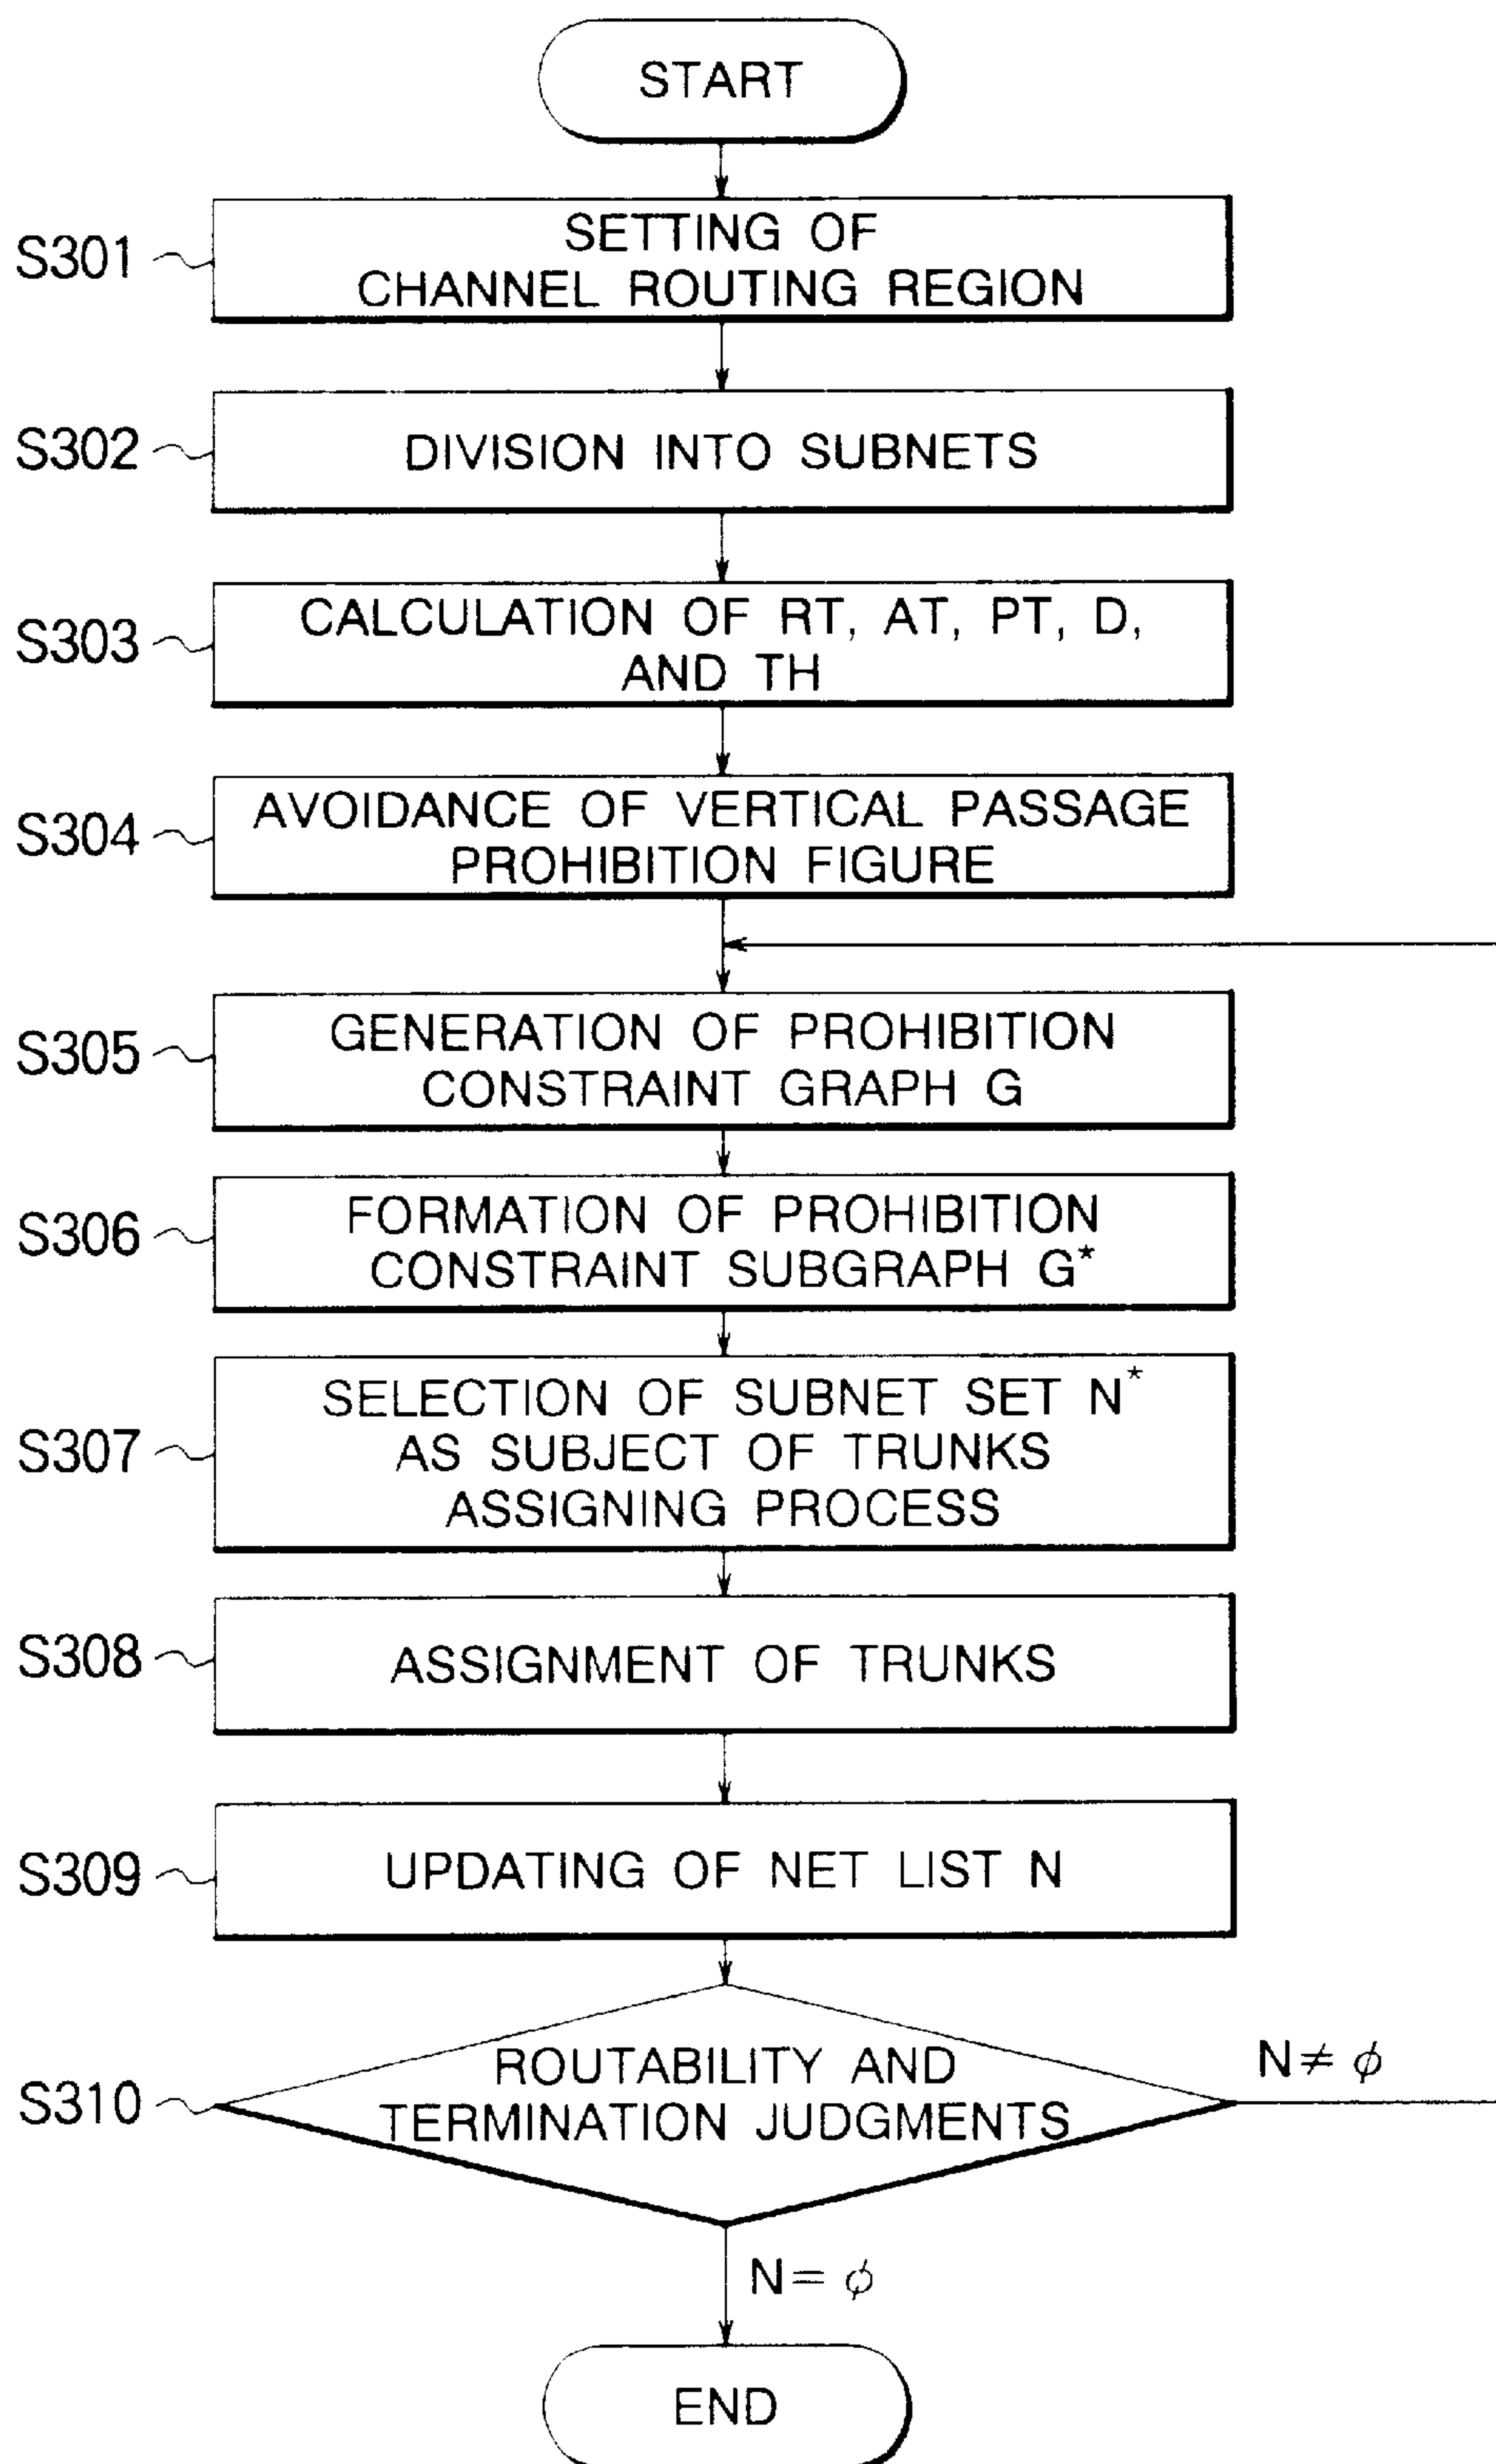 START
S301
SETTING OF
CHANNEL ROUTING REGION
S302
DIVISION INTO SUBNETS
S303
CALCULATION OF RT, AT, PT, D,
AND TH
S304
AVOIDANCE OF VERTICAL PASSAGE
PROHIBITION FIGURE
S305
GENERATION OF PROHIBITION
CONSTRAINT GRAPH G
S306
FORMATION OF PROHIBITION
CONSTRAINT SUBGRAPH G*
S307
SELECTION OF SUBNET SET N*
AS SUBJECT OF TRUNKS
ASSIGNING PROCESS
S308
ASSIGNMENT OF TRUNKS
S309
UPDATING OF NET LIST N
S310
ROUTABILITY AND
TERMINATION JUDGMENTS
N≠ φ
N= φ
END